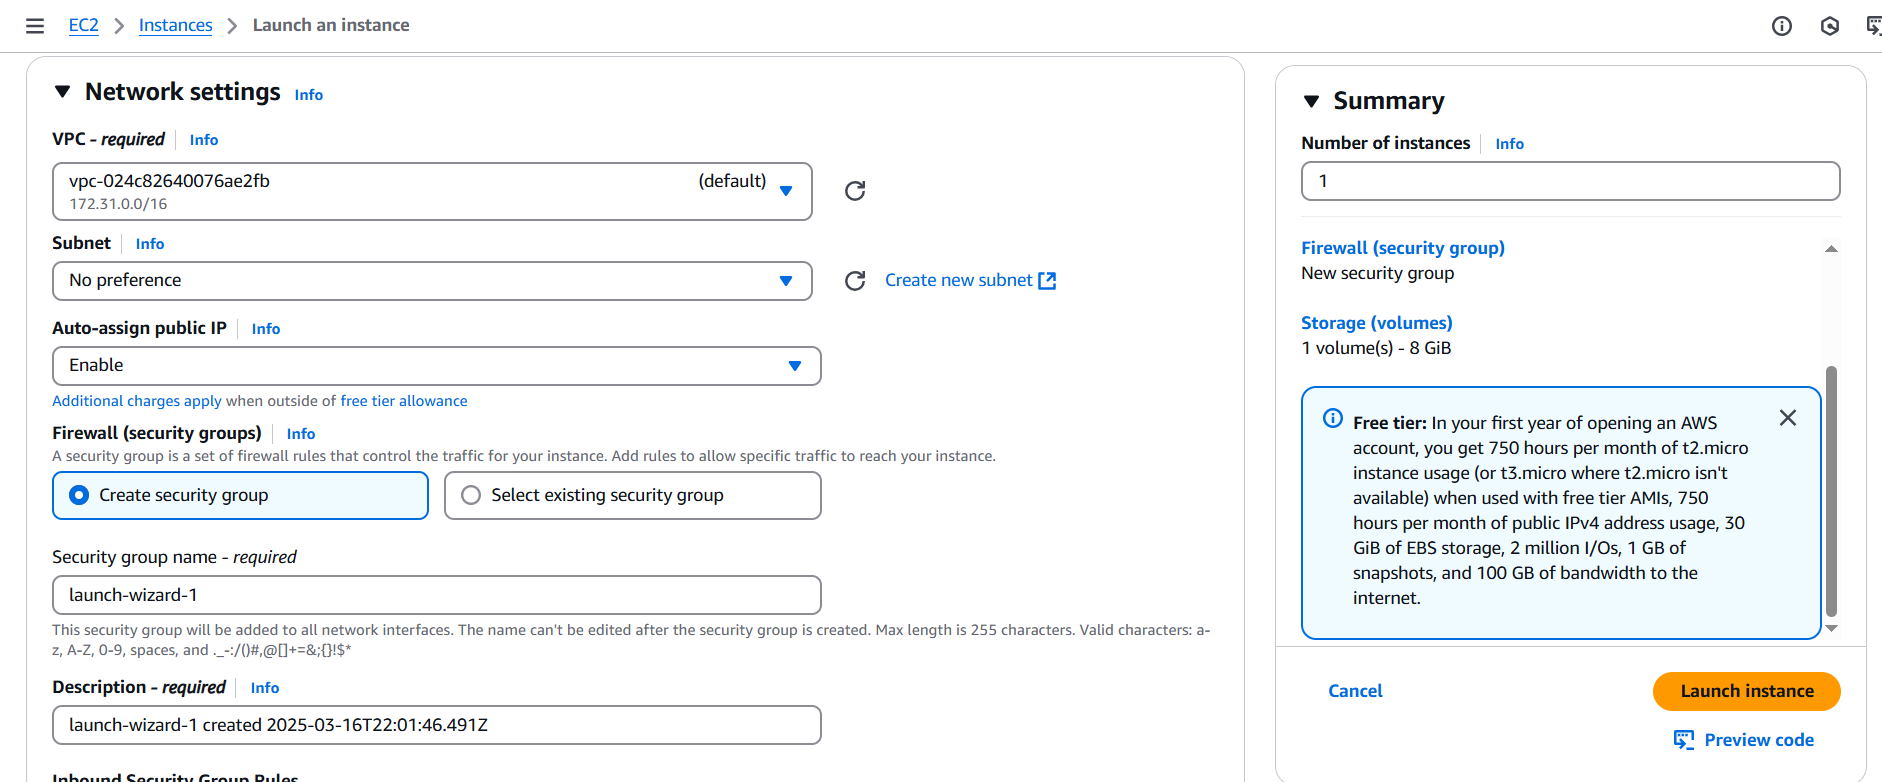 EC2 > Instances > Launch an instance
Network settings Info
VPC - required Info
vpc-024c82640076ae2fb (default)
172.31.0.0/16
Subnet Info
No preference
Create new subnet
Auto-assign public IP Info
Enable
Additional charges apply when outside of free tier allowance
Firewall (security groups) Info
A security group is a set of firewall rules that control the traffic for your instance. Add rules to allow specific traffic to reach your instance.
Create security group
Select existing security group
Security group name - required
launch-wizard-1
This security group will be added to all network interfaces. The name can't be edited after the security group is created. Max length is 255 characters. Valid characters: a-
z, A-Z, 0-9, spaces, and ._-:/()#,@[]+=&;{}!$*
Description - required Info
launch-wizard-1 created 2025-03-16T22:01:46.491Z
Inbound Security Group Rules
Summary
Number of instances Info
1
Firewall (security group)
New security group
Storage (volumes)
1 volume(s) - 8 GiB
Free tier: In your first year of opening an AWS
account, you get 750 hours per month of t2.micro
instance usage (or t3.micro where t2.micro isn't
available) when used with free tier AMIs, 750
hours per month of public IPv4 address usage, 30
GiB of EBS storage, 2 million I/Os, 1 GB of
snapshots, and 100 GB of bandwidth to the
internet.
Cancel
Launch instance
Preview code